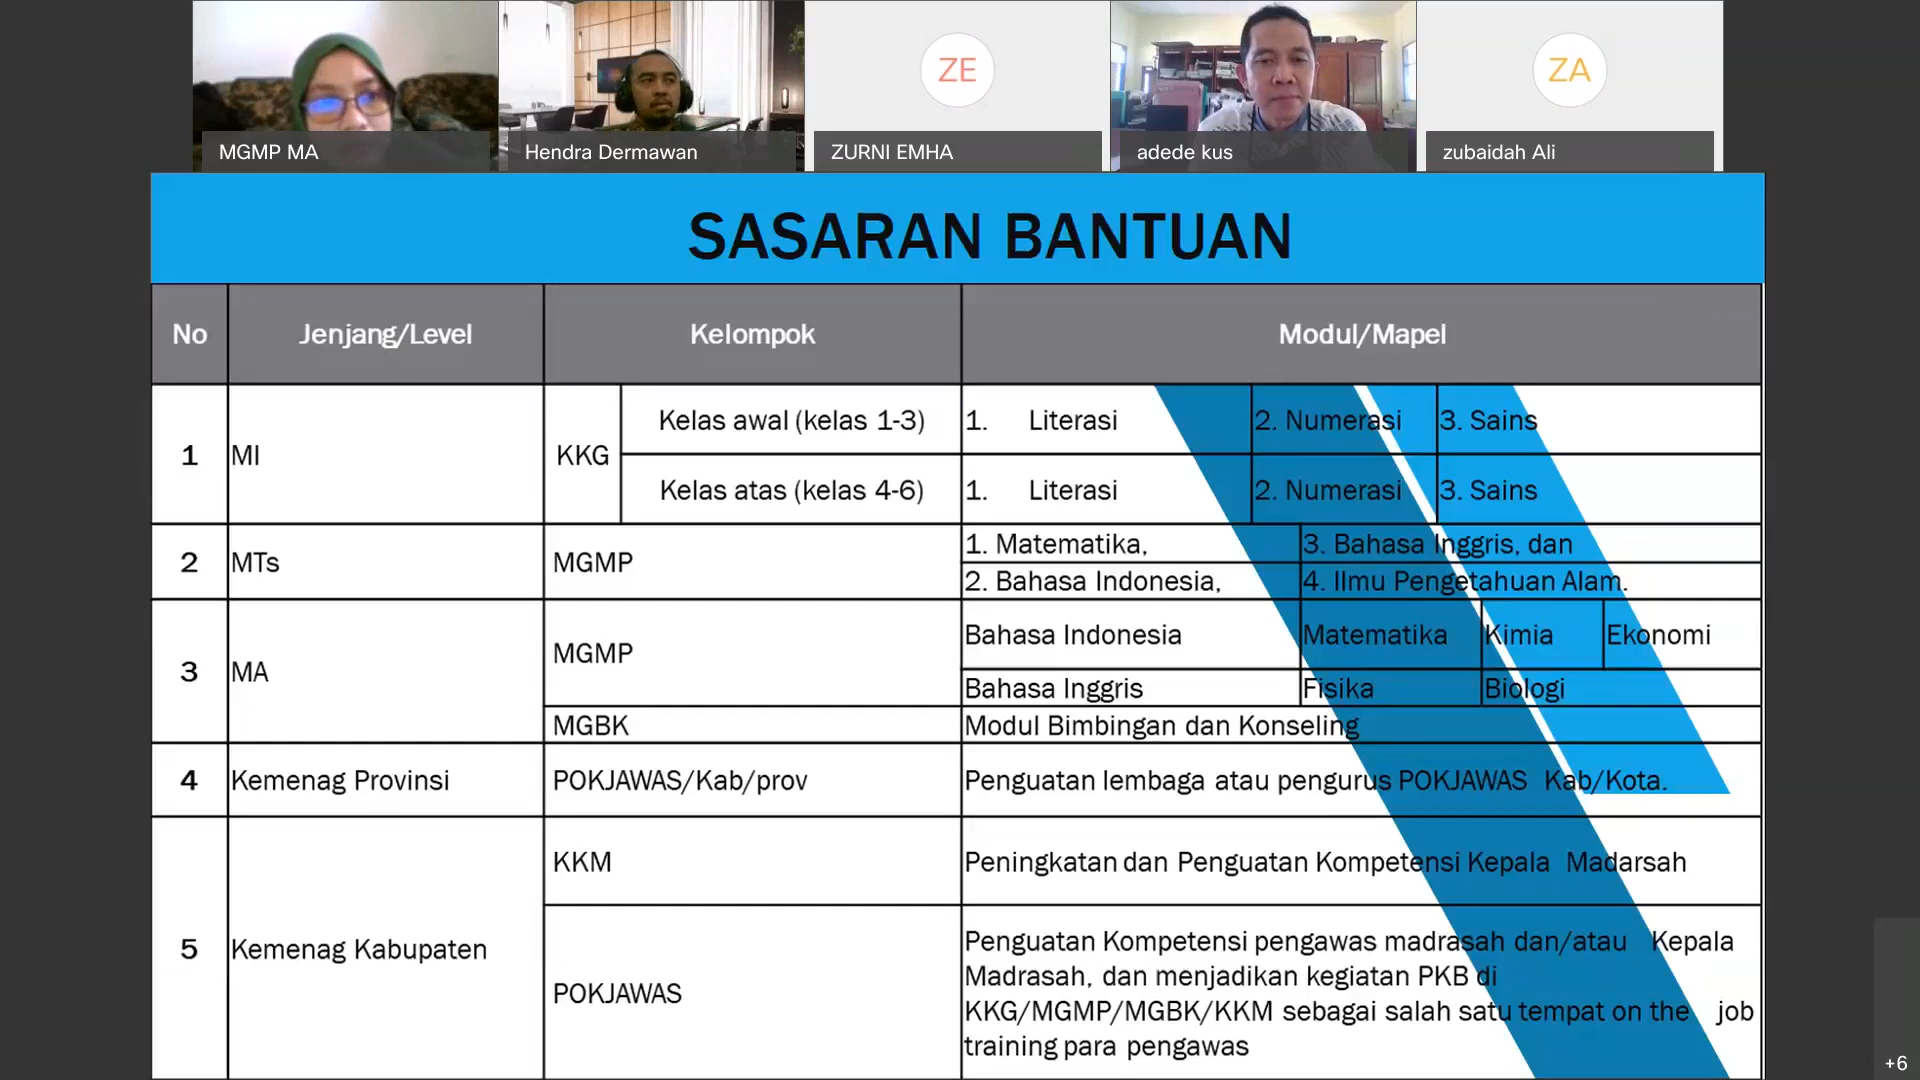 MGMP MA
Hendra Dermawan
ZE
ZURNI EMHA
adede kus
ZA
zubaidah Ali
SASARAN BANTUAN
No Jenjang/Level Kelompok Modul/Mapel
1 MI KKG
Kelas awal (kelas 1-3) 1. Literasi 2. Numerasi 3. Sains
Kelas atas (kelas 4-6) 1. Literasi 2. Numerasi 3. Sains
2 MTs MGMP
1. Matematika, 3. Bahasa Inggris, dan
2. Bahasa Indonesia, 4. Ilmu Pengetahuan Alam.
3 MA
MGMP
Bahasa Indonesia Matematika Kimia Ekonomi
Bahasa Inggris Fisika Biologi
MGBK Modul Bimbingan dan Konseling
4 Kemenag Provinsi POKJAWAS/Kab/prov Penguatan lembaga atau pengurus POKJAWAS Kab/Kota.
5 Kemenag Kabupaten
KKM Peningkatan dan Penguatan Kompetensi Kepala Madarsah
POKJAWAS
Penguatan Kompetensi pengawas madrasah dan/atau Kepala
Madrasah, dan menjadikan kegiatan PKB di
KKG/MGMP/MGBK/KKM sebagai salah satu tempat on the job
training para pengawas
+6